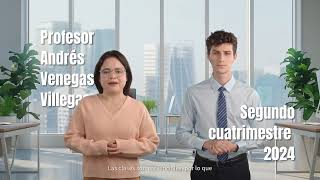 Profesor
Andrés
Venegas
Villegas
Segundo
cuatrimestre
2024